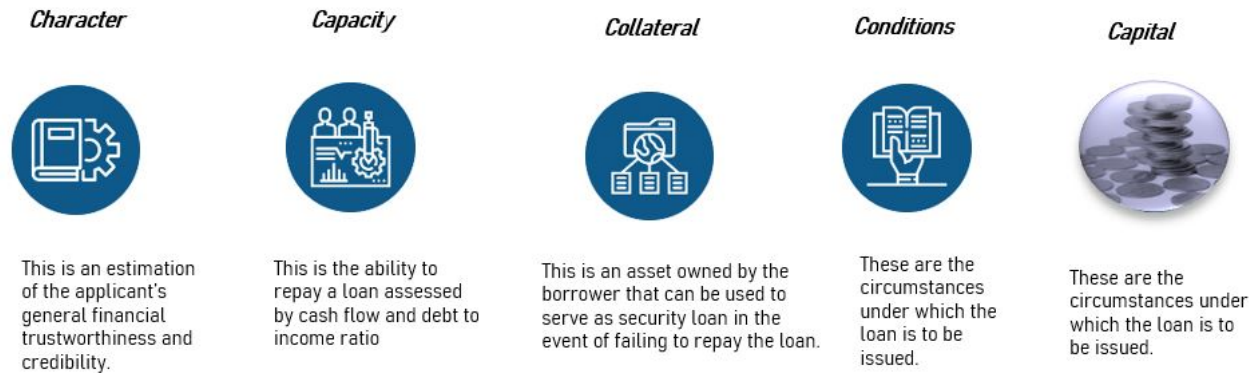 Character
Capacity
Collateral
Conditions
Capital
This is an estimation
of the applicant's
general financial
trustworthiness and
credibility.
This is the ability to
repay a loan assessed
by cash flow and debt to
income ratio
This is an asset owned by the
borrower that can be used to
serve as security loan in the
event of failing to repay the loan.
These are the
circumstances
under which the
loan is to be
issued.
These are the
circumstances under
which the loan is to
be issued.